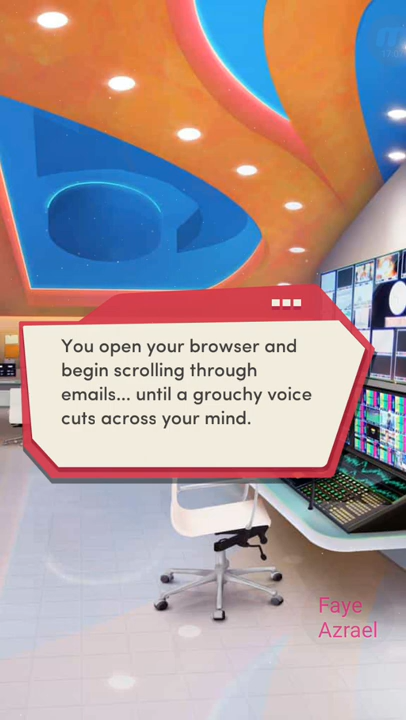 You open your browser and
begin scrolling through
emails... until a grouchy voice
cuts across your mind.
Faye
Azrael